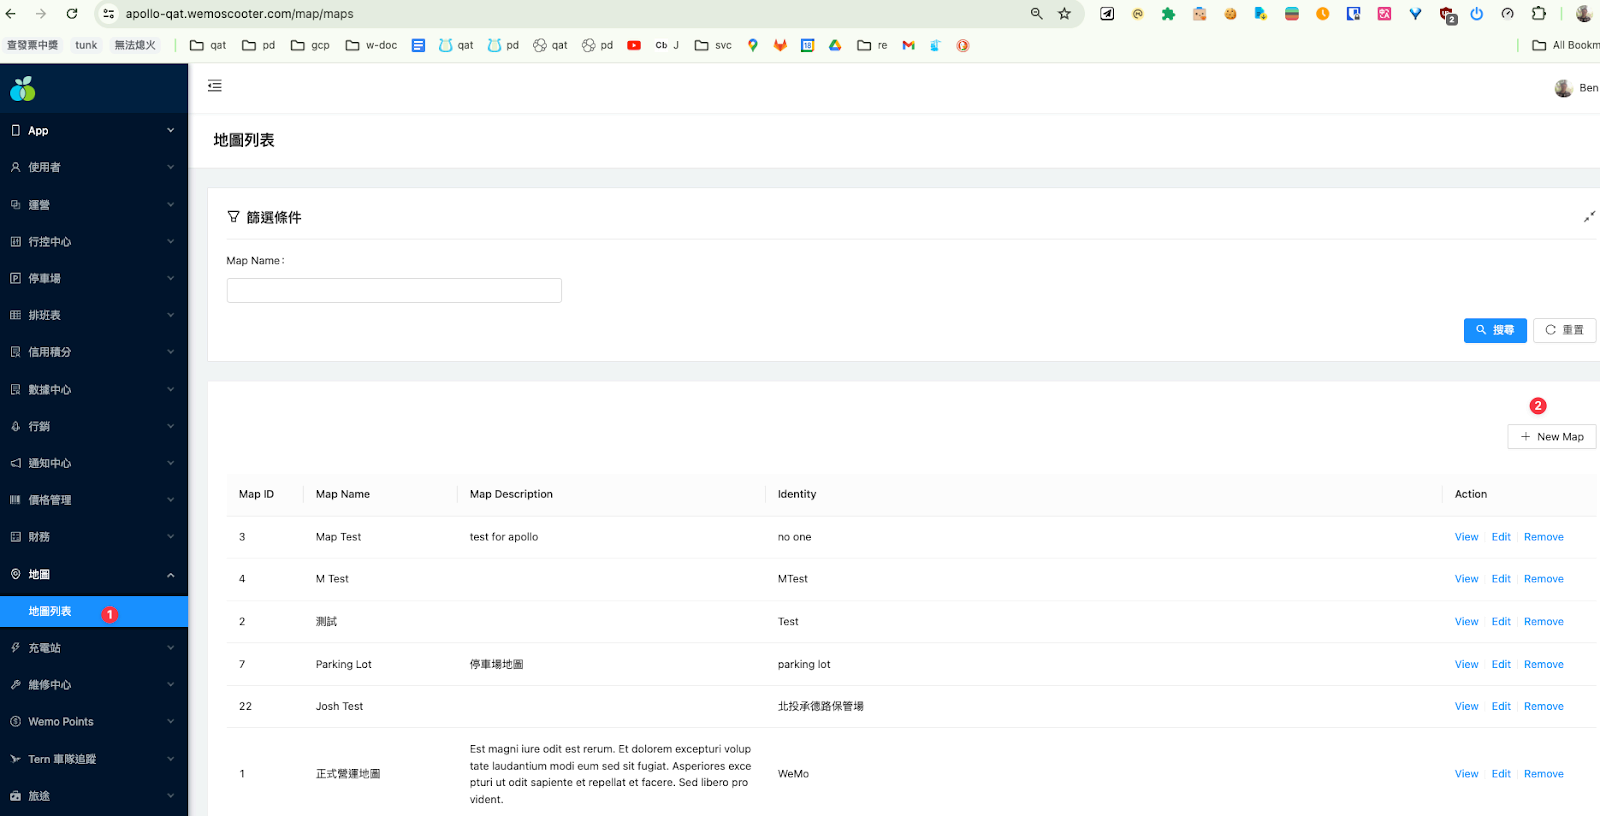 apollo-qat.wemoscooter.com/map/maps
2
查發票中獎
tunk
無法熄火
qat
pd
gcp
w-doc
qat
pd
qat
pd
Cb
J
svc
18
re
All Bookm
Ben
App
使用者
運營
行控中心
停車場
排班表
信用積分
數據中心
行銷
通知中心
價格管理
財務
地圖
地圖列表
1
充電站
維修中心
Wemo Points
Tern 車隊追蹤
旅途
地圖列表
篩選條件
Map Name :
搜尋
重置
2
+ New Map
Map ID Map Name Map Description Identity Action
3 Map Test test for apollo no one View Edit Remove
4 M Test MTest View Edit Remove
2 測試 Test View Edit Remove
7 Parking Lot 停車場地圖 parking lot View Edit Remove
22 Josh Test 北投承德路保管場 View Edit Remove
1 正式營運地圖
Est magni iure odit est rerum. Et dolorem excepturi volup
tate laudantium modi eum sed sit fugiat. Asperiores exce
pturi ut odit sapiente et repellat et facere. Sed libero pro
vident.
WeMo View Edit Remove